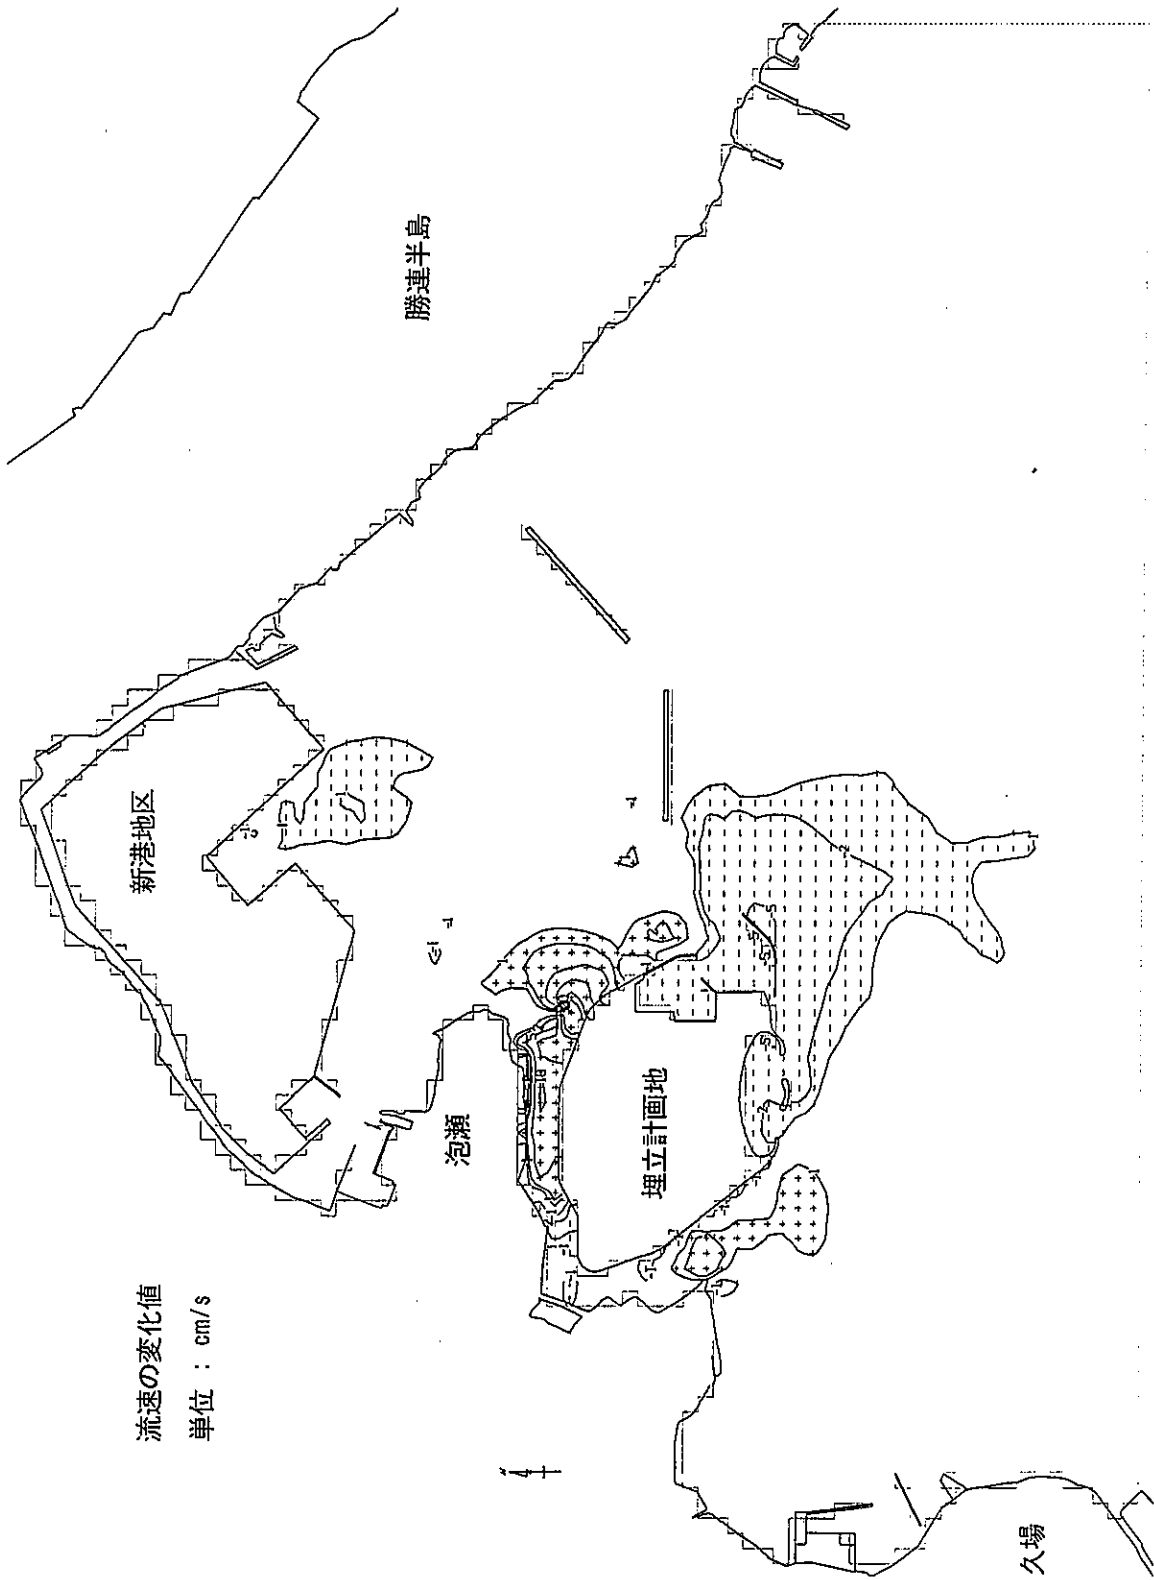 流速の変化値
単位 : cm/s
新港地区
勝連半島
泡瀬
埋立計画地
久場